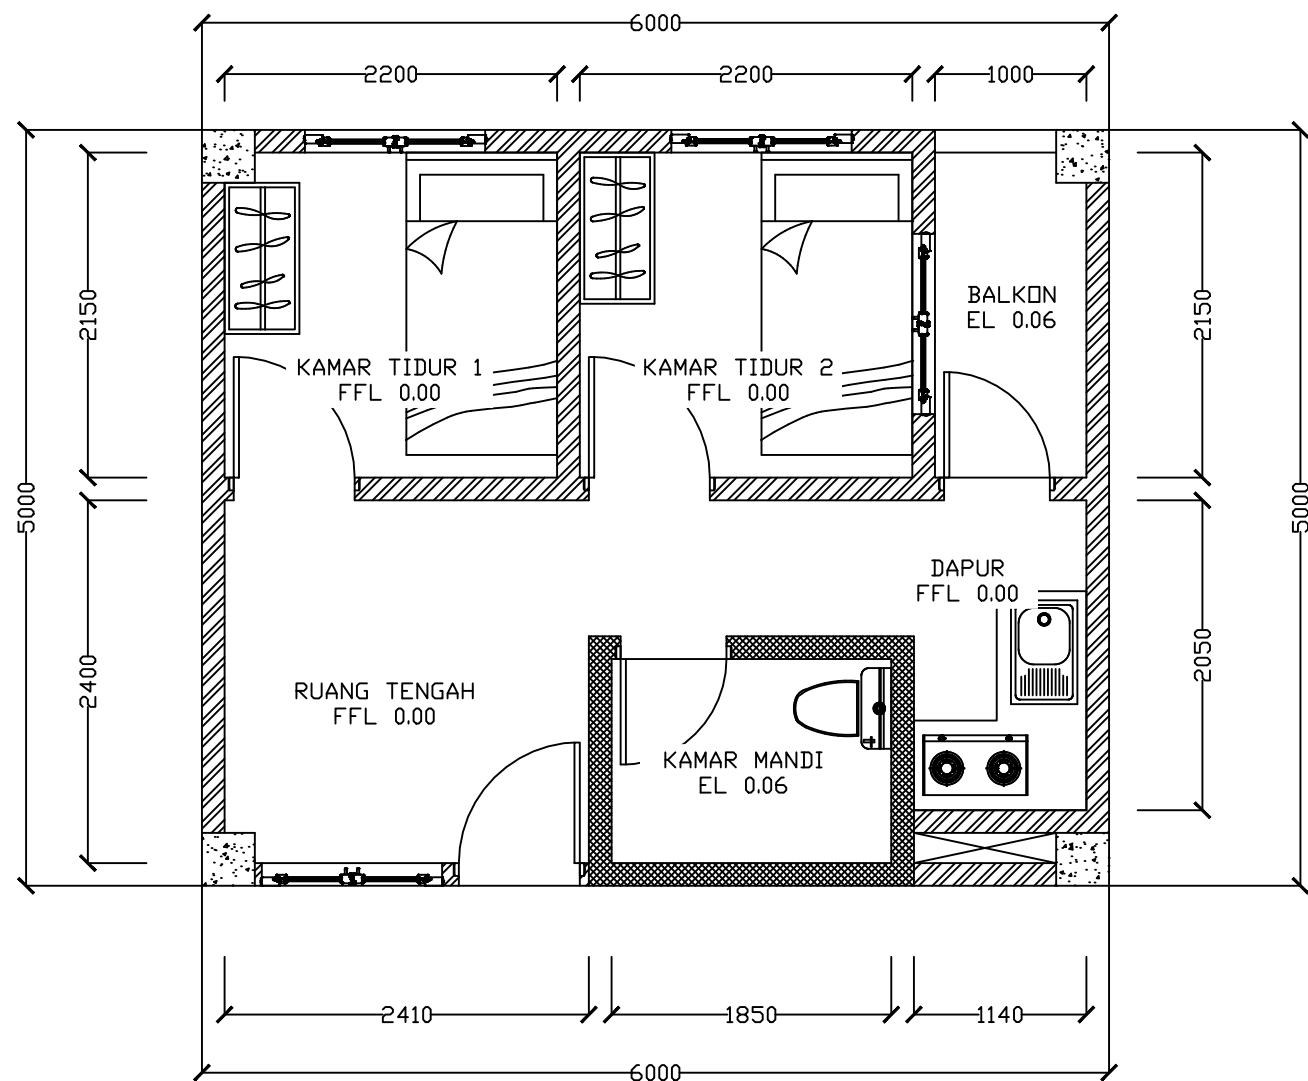 6000
2200
2200
1000
2150
2150
BALKON
EL 0.06
KAMAR TIDUR 1
FFL 0.00
KAMAR TIDUR 2
FFL 0.00
5000
5000
DAPUR
FFL 0.00
2400
2050
RUANG TENGAH
FFL 0.00
KAMAR MANDI
EL 0.06
2410
1850
1140
6000